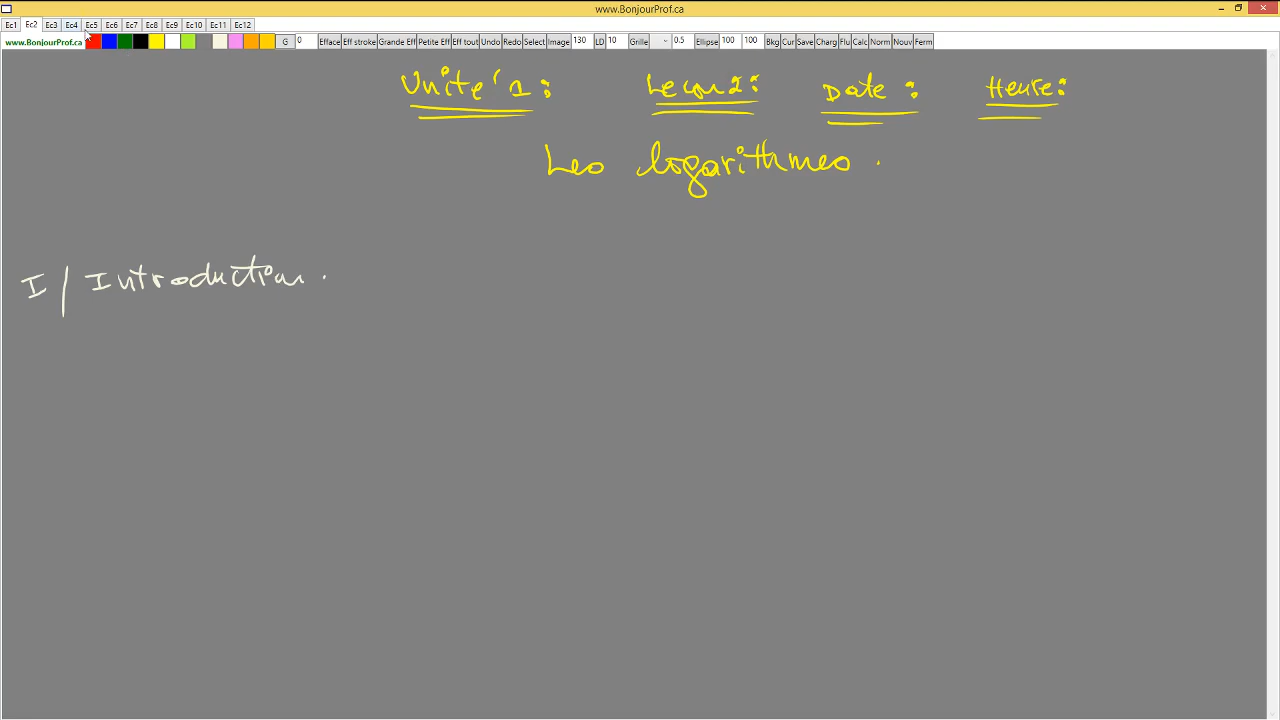 www.BonjourProf.ca
Ec1 Ec2 Ec3 Ec4 Ec5 Ec6 Ec7 Ec8 Ec9 Ec10 Ec11 Ec12
www.BonjourProf.ca G 0 Efface Eff stroke Grande Eff Petite Eff Eff tout Undo Redo Select Image 130 LD 10 Grille 0.5 Ellipse 100 100 Bkg Cur Save Charg Flu Calc Norm Nouv Ferm
Unité 1: Lecon 2: Date : Heure:
Les logarithmes .
I / Introduction .